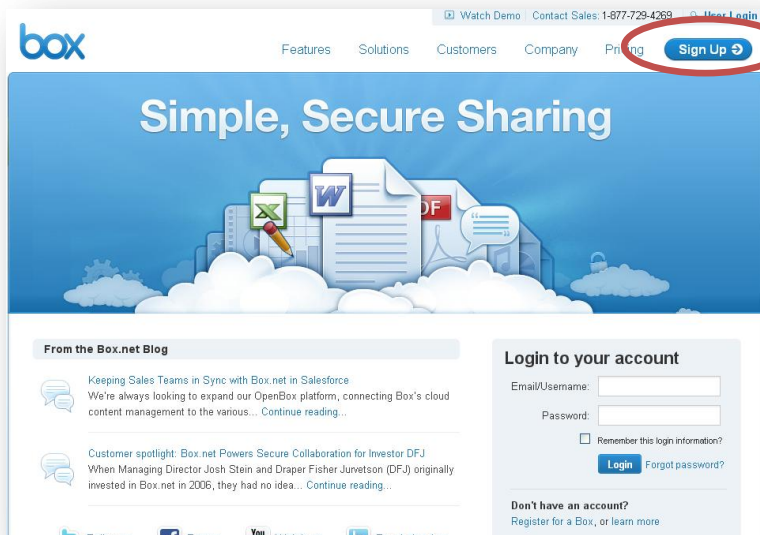 Watch Demo Contact Sales: 1-877-729-4269 User Login
box
Features Solutions Customers Company Pricing Sign Up
Simple, Secure Sharing
X W DF
From the Box.net Blog
Keeping Sales Teams in Sync with Box.net in Salesforce
We're always looking to expand our OpenBox platform, connecting Box's cloud
content management to the various... Continue reading...
Customer spotlight: Box.net Powers Secure Collaboration for Investor DFJ
When Managing Director Josh Stein and Draper Fisher Jurvetson (DFJ) originally
invested in Box.net in 2006, they had no idea... Continue reading...
You
Login to your account
Email/Username:
Password:
Remember this login information?
Login Forgot password?
Don't have an account?
Register for a Box, or learn more